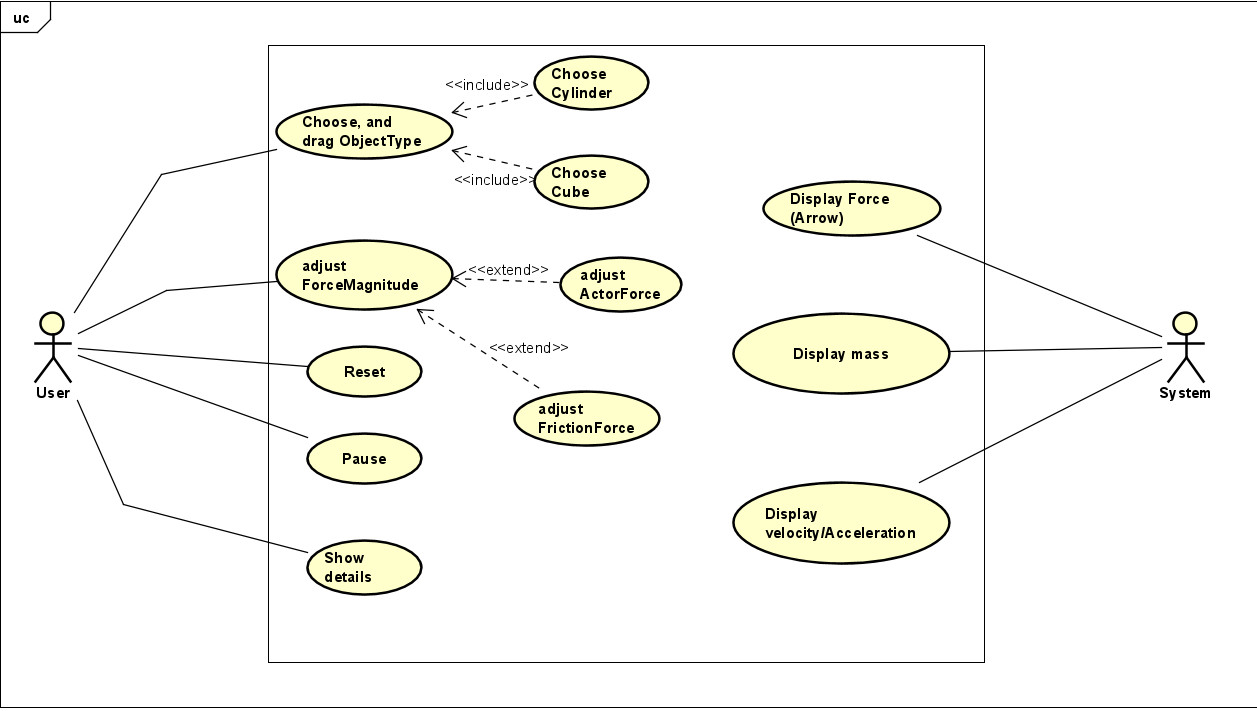 uc
Choose
Cylinder
<<include>>
Choose, and
drag ObjectType
Choose
Cube
<<include>>
Display Force
(Arrow)
adjust
ForceMagnitude
<<extend>>
adjust
ActorForce
<<extend>>
Display mass
Reset
User
System
adjust
FrictionForce
Pause
Display
velocity/Acceleration
Show
details